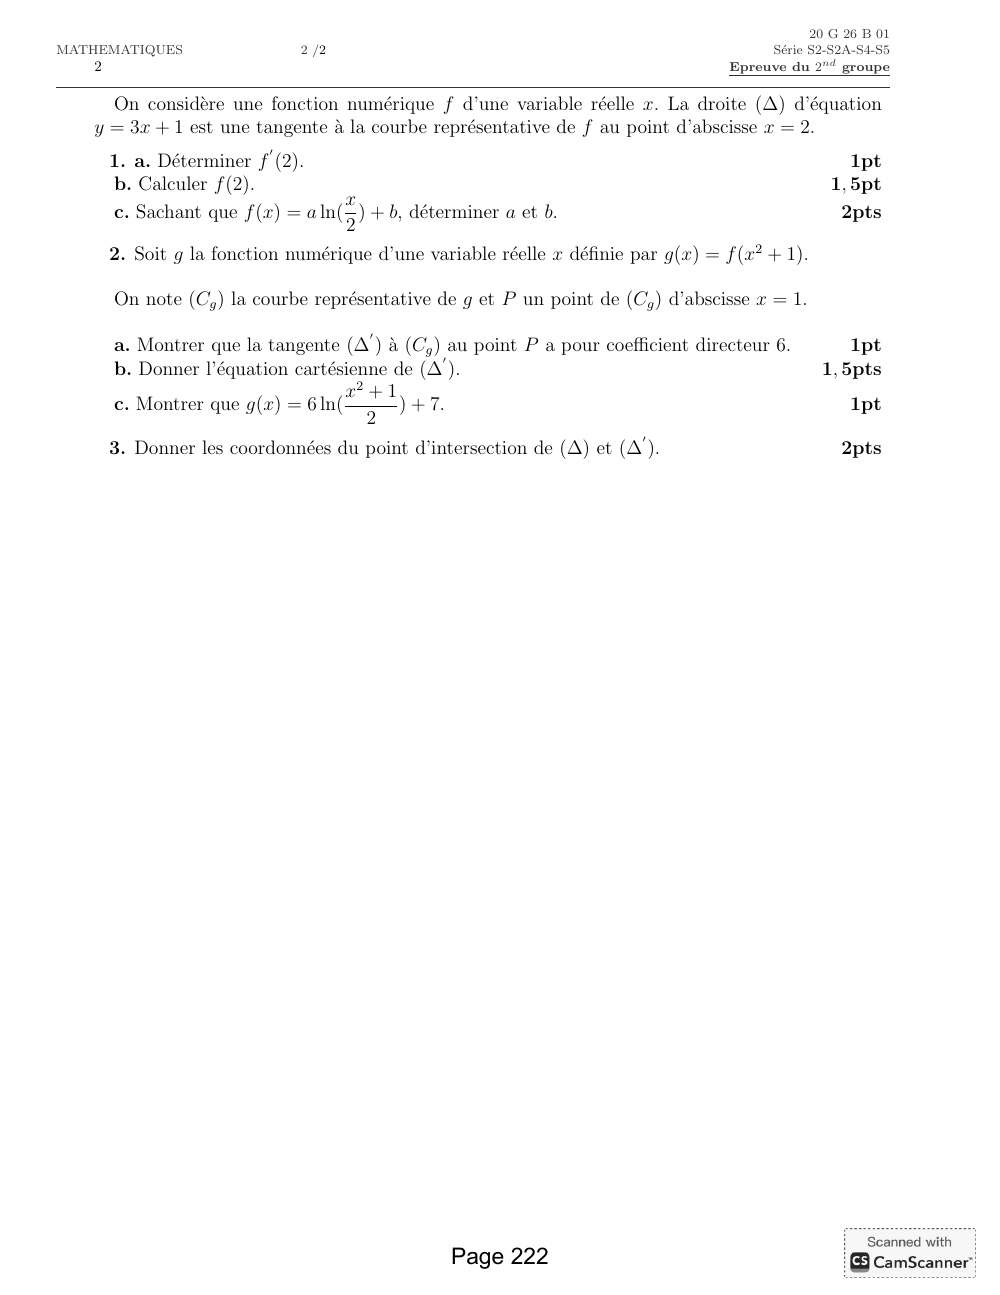 20 G 26 B 01
MATHEMATIQUES 2 /2 Série S2-S2A-S4-S5
2 Epreuve du 2nd groupe
On considère une fonction numérique f d'une variable réelle x. La droite (Δ) d'équation
y = 3x + 1 est une tangente à la courbe représentative de f au point d'abscisse x = 2.
1. a. Déterminer f'(2). 1pt
b. Calculer f(2). 1,5pt
c. Sachant que f(x) = a ln(x/2) + b, déterminer a et b. 2pts
2. Soit g la fonction numérique d'une variable réelle x définie par g(x) = f(x² + 1).
On note (Cg) la courbe représentative de g et P un point de (Cg) d'abscisse x = 1.
a. Montrer que la tangente (Δ') à (Cg) au point P a pour coefficient directeur 6. 1pt
b. Donner l'équation cartésienne de (Δ'). 1,5pts
c. Montrer que g(x) = 6 ln((x² + 1)/2) + 7. 1pt
3. Donner les coordonnées du point d'intersection de (Δ) et (Δ'). 2pts
Page 222
Scanned with
CS CamScanner